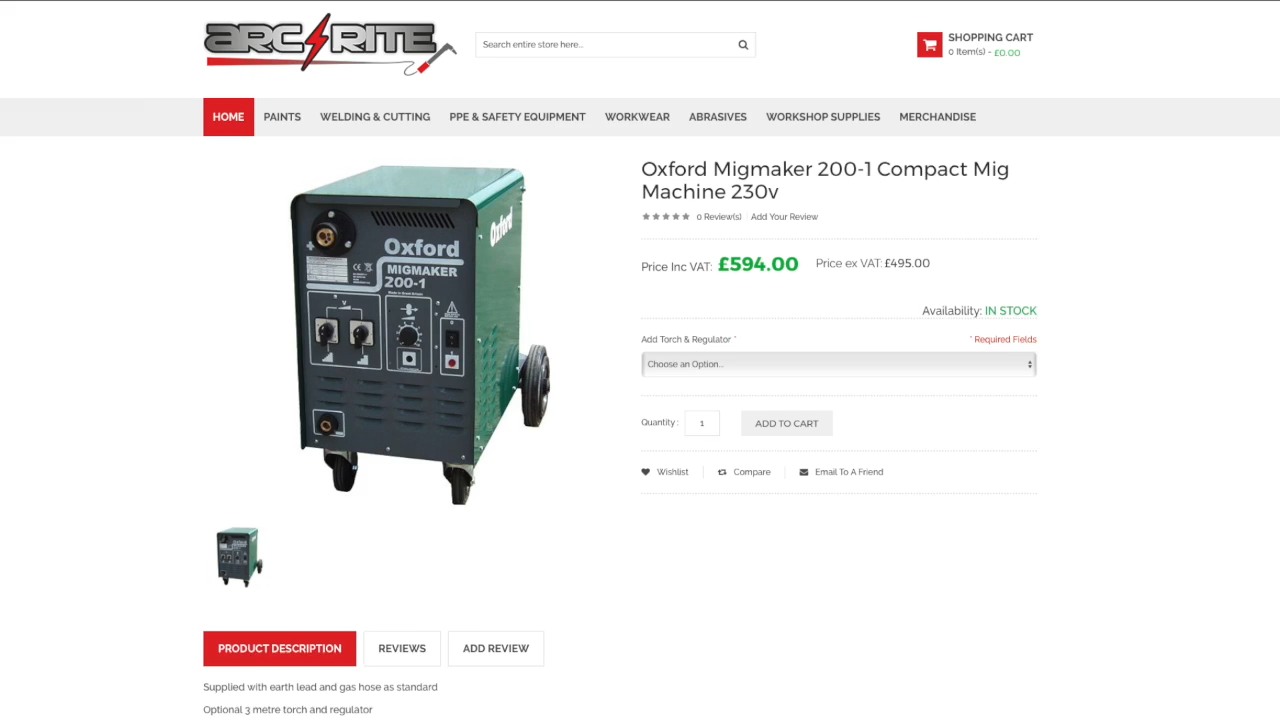 ARC RITE
Search entire store here...
SHOPPING CART
0 Item(s) - £0.00
HOME
PAINTS
WELDING & CUTTING
PPE & SAFETY EQUIPMENT
WORKWEAR
ABRASIVES
WORKSHOP SUPPLIES
MERCHANDISE
Oxford
Oxford
MIGMAKER
200-1
Made in Great Britain
V
Oxford Migmaker 200-1 Compact Mig
Machine 230v
0 Review(s) Add Your Review
Price Inc VAT: £594.00 Price ex VAT: £495.00
Availability: IN STOCK
Add Torch & Regulator * * Required Fields
Choose an Option...
Quantity : 1 ADD TO CART
Wishlist Compare Email To A Friend
PRODUCT DESCRIPTION
REVIEWS
ADD REVIEW
Supplied with earth lead and gas hose as standard
Optional 3 metre torch and regulator